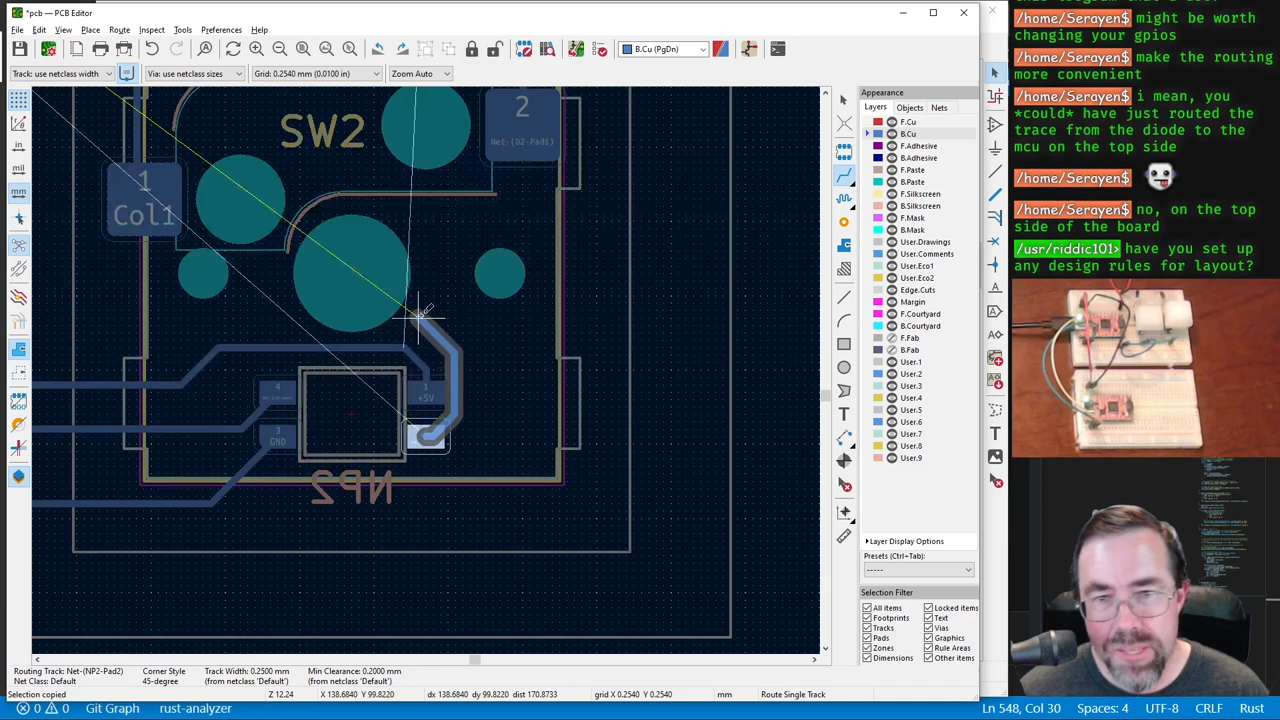 *pcb — PCB Editor
File Edit View Place Route Inspect Tools Preferences Help
B.Cu (PgDn)
Track: use netclass width
Via: use netclass sizes
Grid: 0.2540 mm (0.0100 in)
Zoom Auto
in
mil
mm
SW2
2
Net-(D2-Pad1)
1
Col1
4
3
GND
1
+5V
NP2
Appearance
Layers Objects Nets
F.Cu
B.Cu
F.Adhesive
B.Adhesive
F.Paste
B.Paste
F.Silkscreen
B.Silkscreen
F.Mask
B.Mask
User.Drawings
User.Comments
User.Eco1
User.Eco2
Edge.Cuts
Margin
F.Courtyard
B.Courtyard
F.Fab
B.Fab
User.1
User.2
User.3
User.4
User.5
User.6
User.7
User.8
User.9
Layer Display Options
Presets (Ctrl+Tab):
-----
Selection Filter
All items Locked items
Footprints Text
Tracks Vias
Pads Graphics
Zones Rule Areas
Dimensions Other items
Routing Track: Net-(NP2-Pad2) Corner Style Track Width: 0.2500 mm Min Clearance: 0.2000 mm
Net Class: Default 45-degree (from netclass 'Default') (from netclass 'Default')
Selection copied Z 12.24 X 138.6840 Y 99.8220 dx 138.6840 dy 99.8220 dist 170.8733 grid X 0.2540 Y 0.2540 mm Route Single Track
0 0 Git Graph rust-analyzer Ln 548, Col 30 Spaces: 4 UTF-8 CRLF Rust
/home/Serayen$ might be worth
changing your gpios
/home/Serayen$ make the routing
more convenient
/home/Serayen$ i mean, you
*could* have just routed the
trace from the diode to the
mcu on the top side
/home/Serayen$
/home/Serayen$ no, on the top
side of the board
/usr/riddic101> have you set up
any design rules for layout?